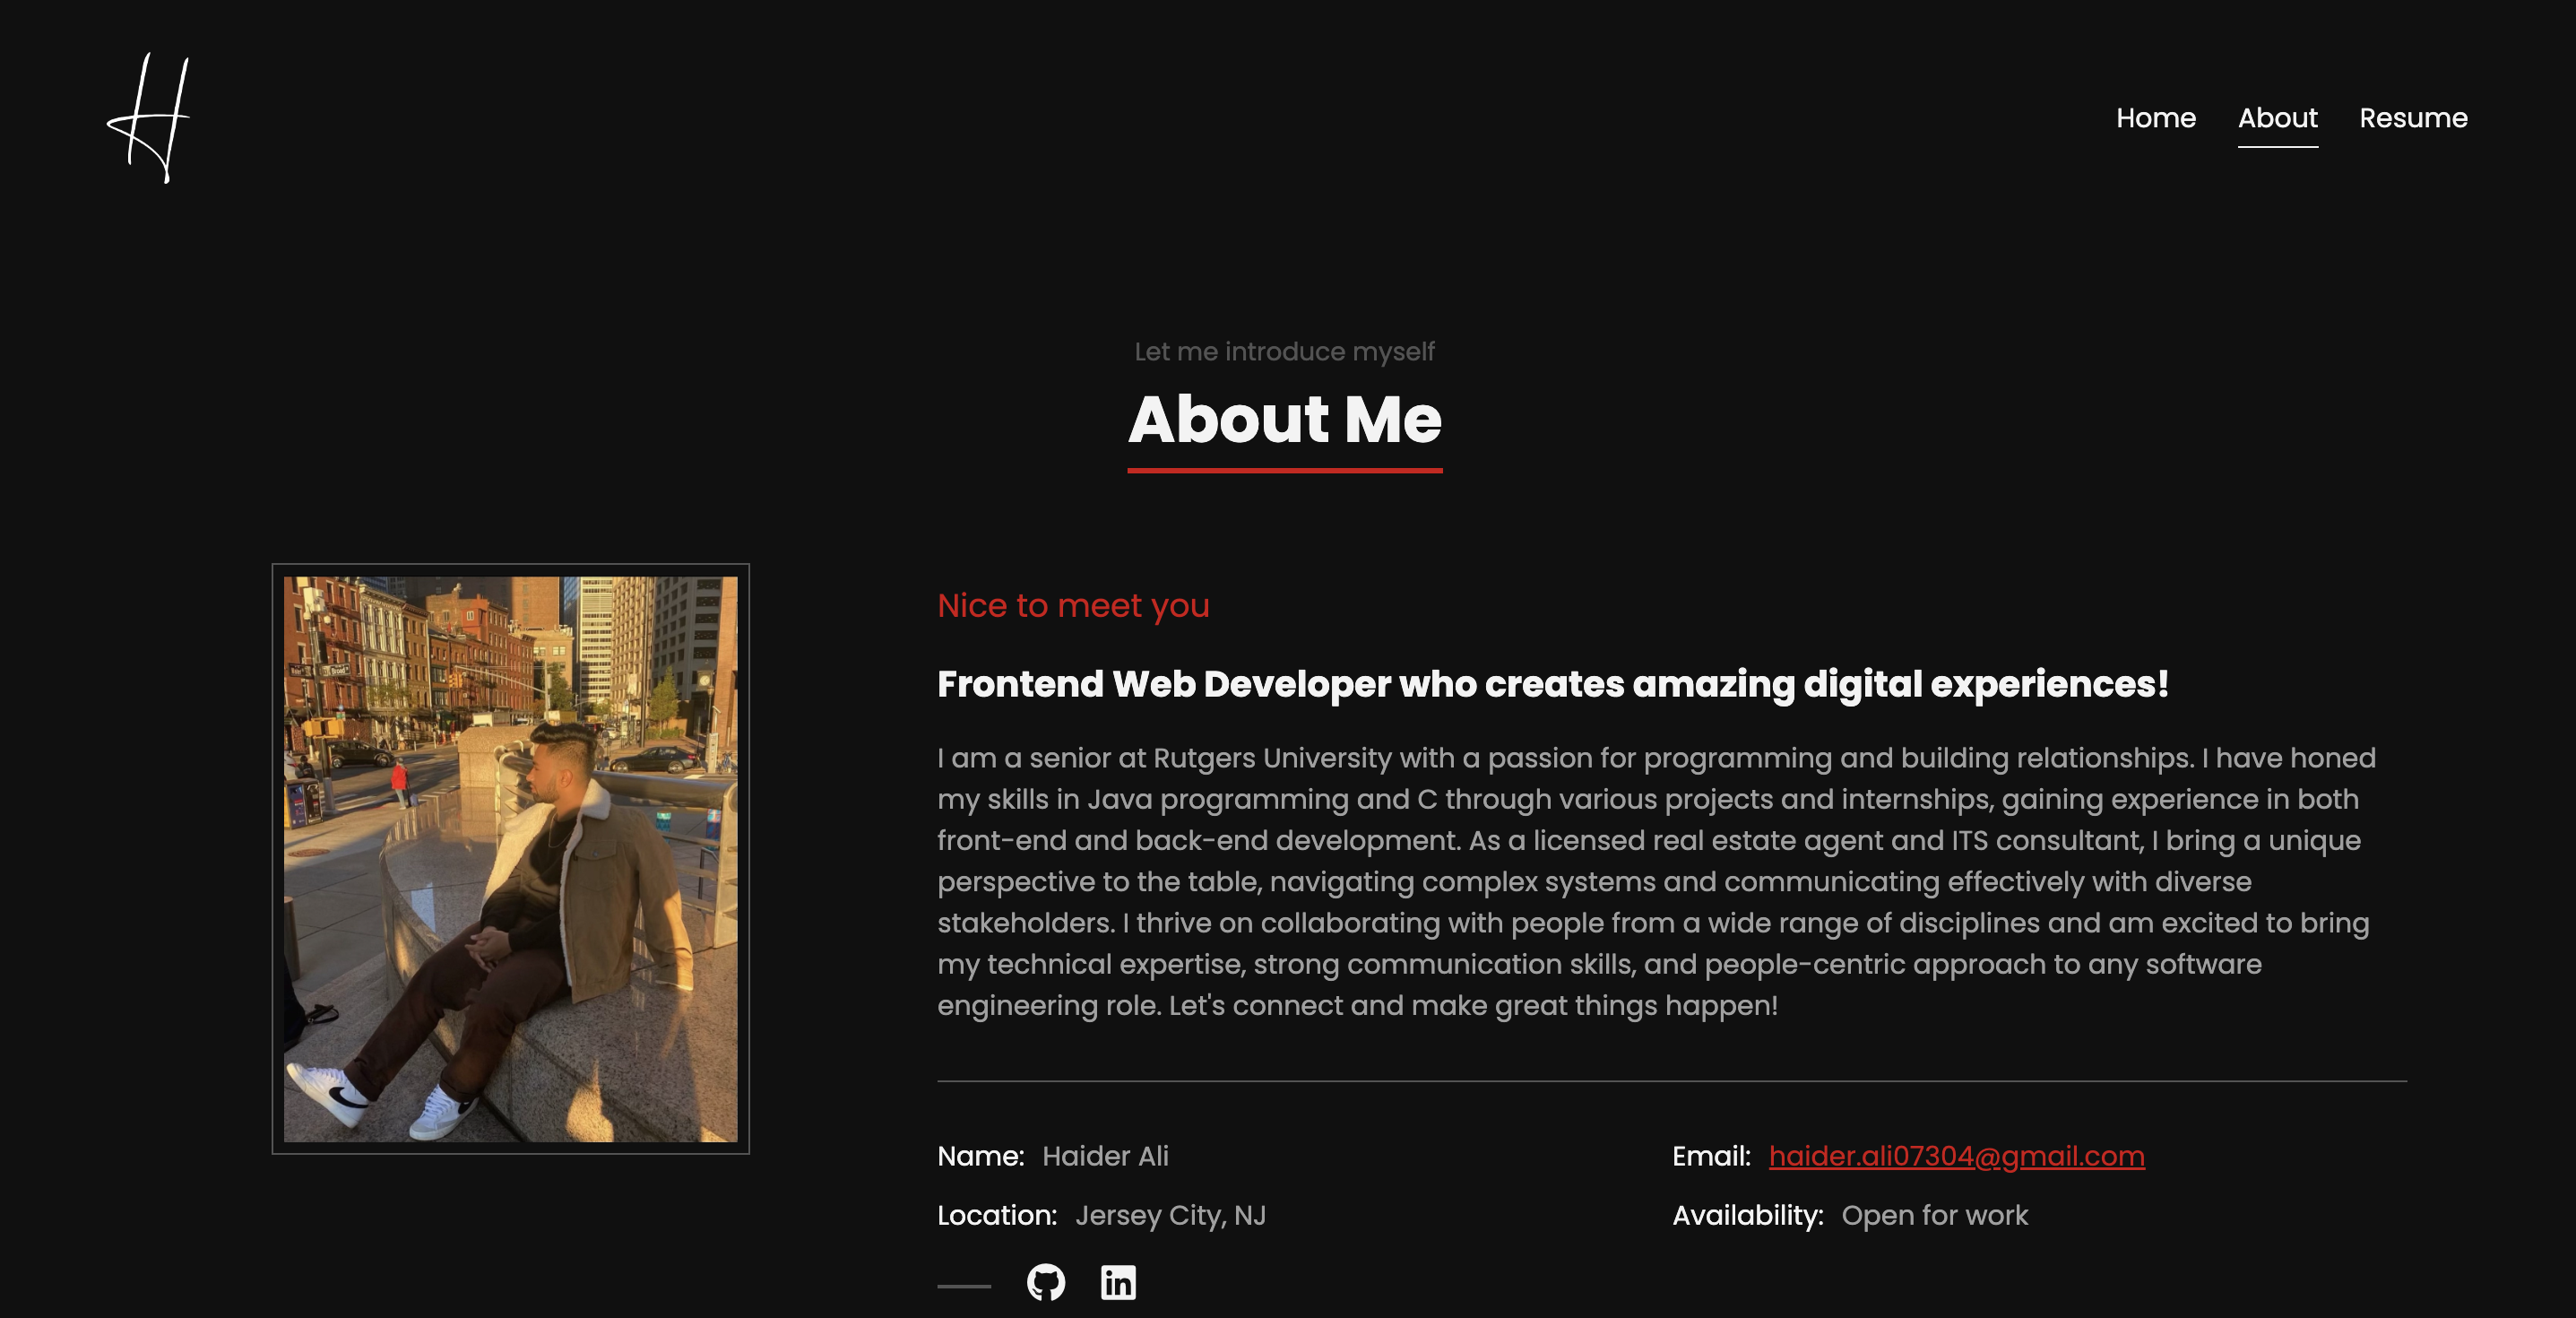 H
Home About Resume
Let me introduce myself
About Me
Nice to meet you
Frontend Web Developer who creates amazing digital experiences!
I am a senior at Rutgers University with a passion for programming and building relationships. I have honed
my skills in Java programming and C through various projects and internships, gaining experience in both
front-end and back-end development. As a licensed real estate agent and ITS consultant, I bring a unique
perspective to the table, navigating complex systems and communicating effectively with diverse
stakeholders. I thrive on collaborating with people from a wide range of disciplines and am excited to bring
my technical expertise, strong communication skills, and people-centric approach to any software
engineering role. Let's connect and make great things happen!
Name: Haider Ali
Email: haider.ali07304@gmail.com
Location: Jersey City, NJ
Availability: Open for work
in